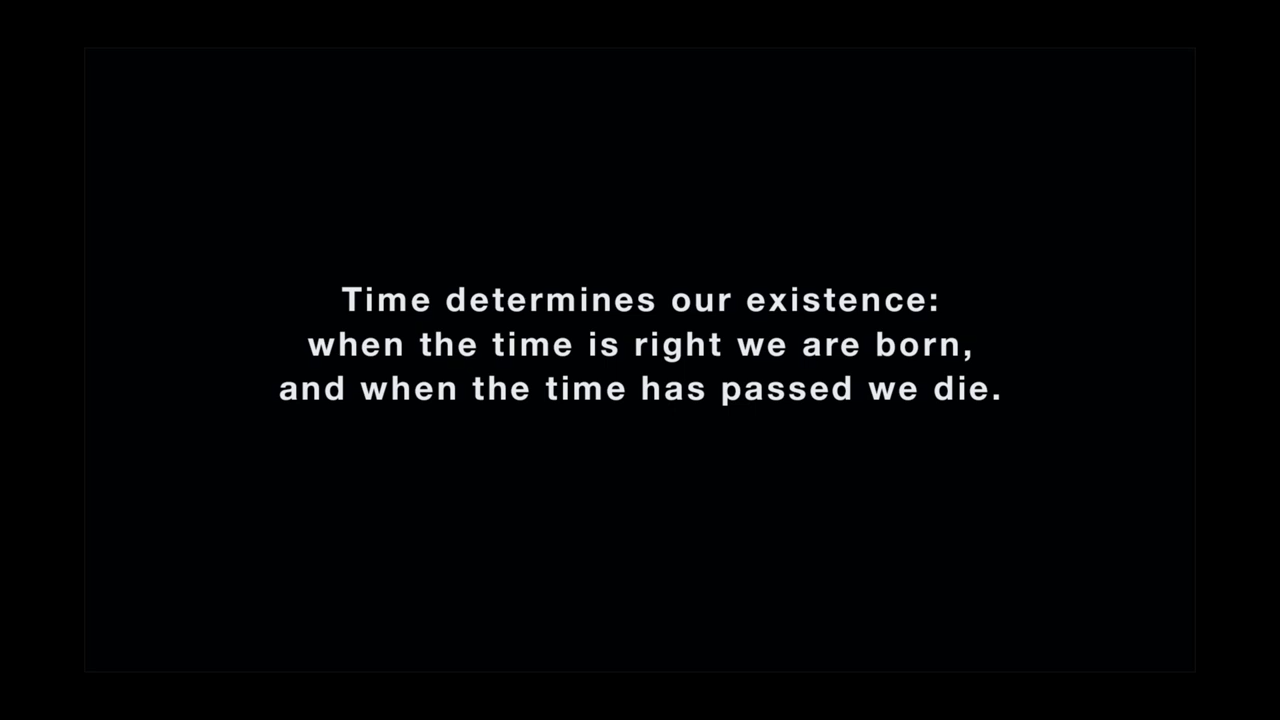 Time determines our existence:
when the time is right we are born,
and when the time has passed we die.